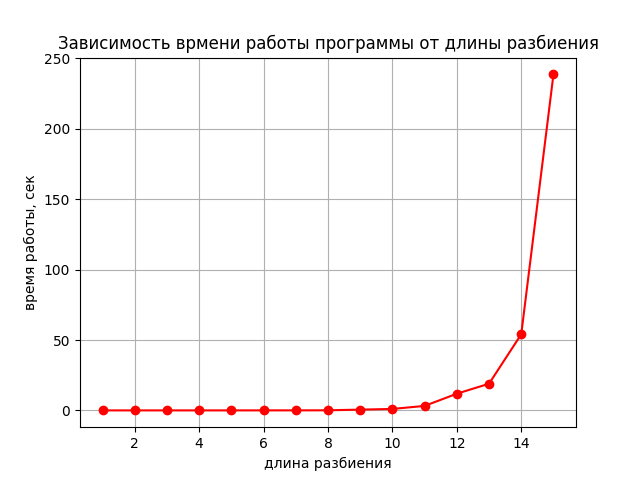 Зависимость врмени работы программы от длины разбиения
250
200
150
100
50
0
время работы, сек
2 4 6 8 10 12 14
длина разбиения